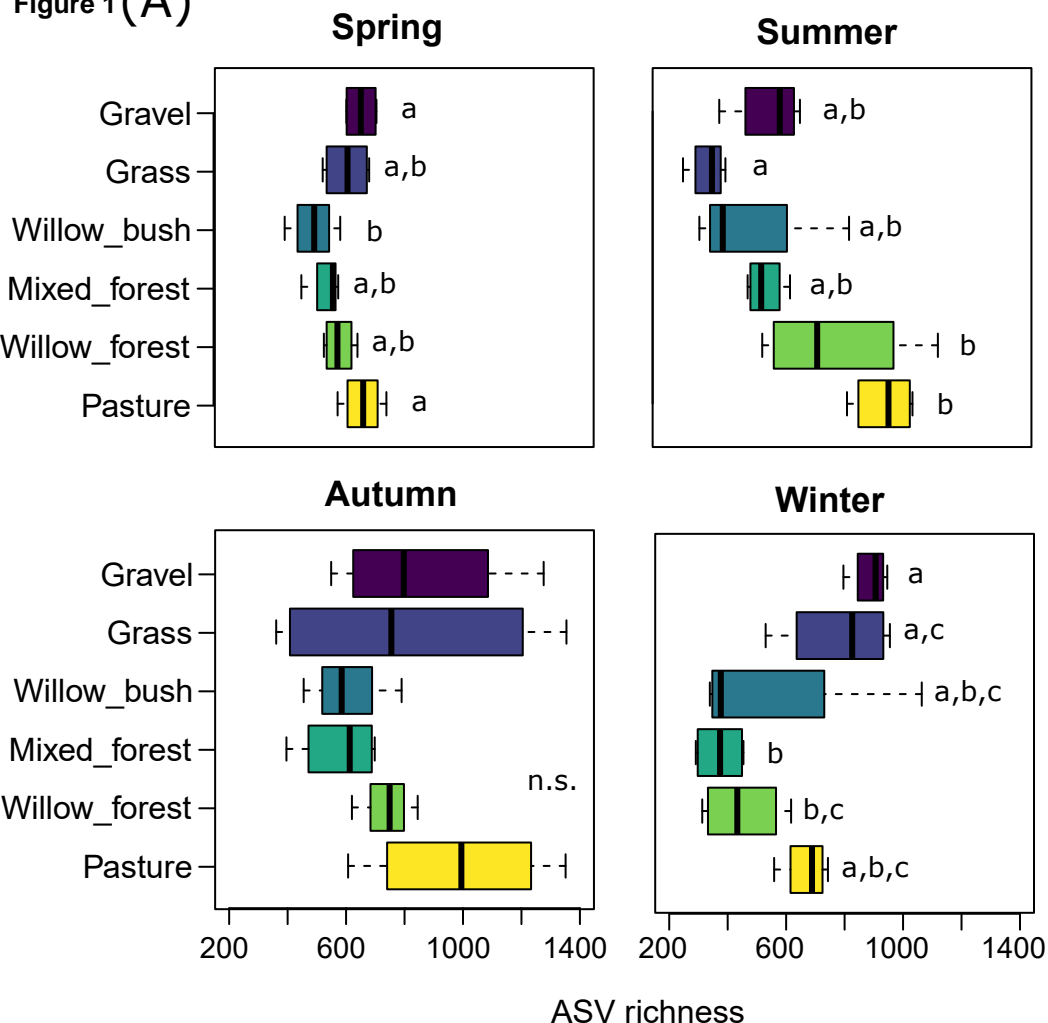 Figure 1 (A)
Spring
Summer
Gravel
a
a,b
Grass
a,b
a
Willow_bush
b
a,b
Mixed_forest
a,b
a,b
Willow_forest
a,b
b
Pasture
a
b
Autumn
Winter
Gravel
a
Grass
a,c
Willow_bush
a,b,c
Mixed_forest
b
n.s.
Willow_forest
b,c
Pasture
a,b,c
200 600 1000 1400 200 600 1000 1400
ASV richness